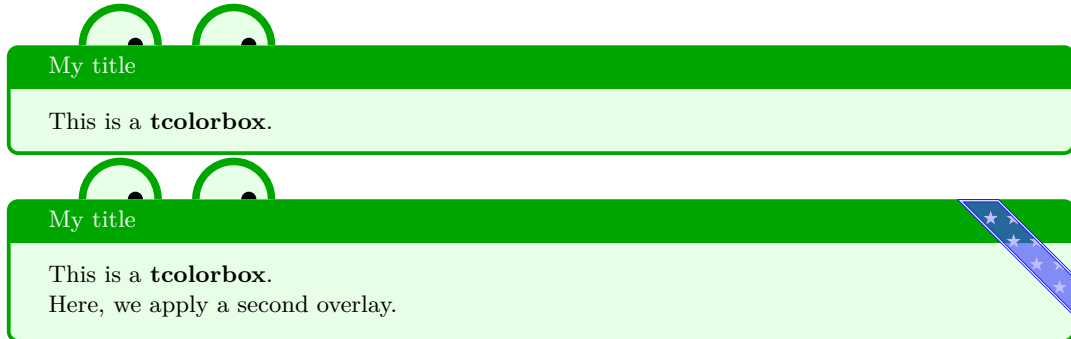 My title
This is a tcolorbox.
My title
This is a tcolorbox.
Here, we apply a second overlay.